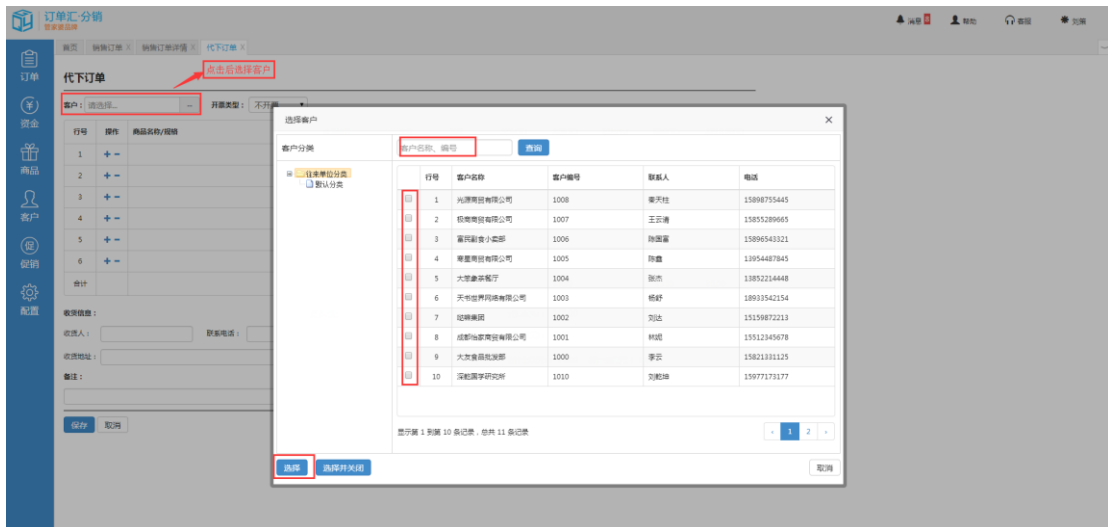 订单汇·分销
管家婆品牌
消息 帮助 客服 刘策
首页 销售订单 × 销售订单详情 × 代下订单 ×
订单
资金
商品
客户
促
促销
配置
代下订单
点击后选择客户
客户： 请选择... 开票类型： 不开票
行号 操作 商品名称/规格
1
2
3
4
5
6
合计
收货信息：
收货人： 联系电话：
收货地址：
备注：
保存 取消
选择客户 ×
客户分类
往来单位分类
默认分类
客户名称、编号 查询
行号 客户名称 客户编号 联系人 电话
1 光源商贸有限公司 1008 秦天柱 15898755445
2 极商商贸有限公司 1007 王云清 15855289665
3 富民副食小卖部 1006 陈国富 15896543321
4 1005 陈鑫 13954487845
5 大笨象茶餐厅 1004 张杰 13852214448
6 天书世界网络有限公司 1003 杨舒 18933542154
7 哒咪集团 1002 刘达 15159872213
8 成都怡家商贸有限公司 1001 林妮 15512345678
9 大友食品批发部 1000 李云 15821331125
10 深乾国学研究所 1010 刘乾坤 15977173177
显示第 1 到第 10 条记录，总共 11 条记录
‹ 1 2 ›
选择 选择并关闭 取消